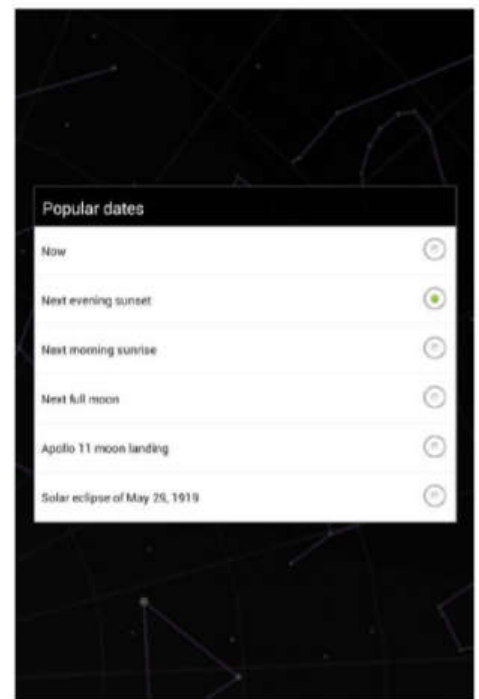 Popular dates
Now
Next evening sunset
Next morning sunrise
Next full moon
Apollo 11 moon landing
Solar eclipse of May 29, 1919